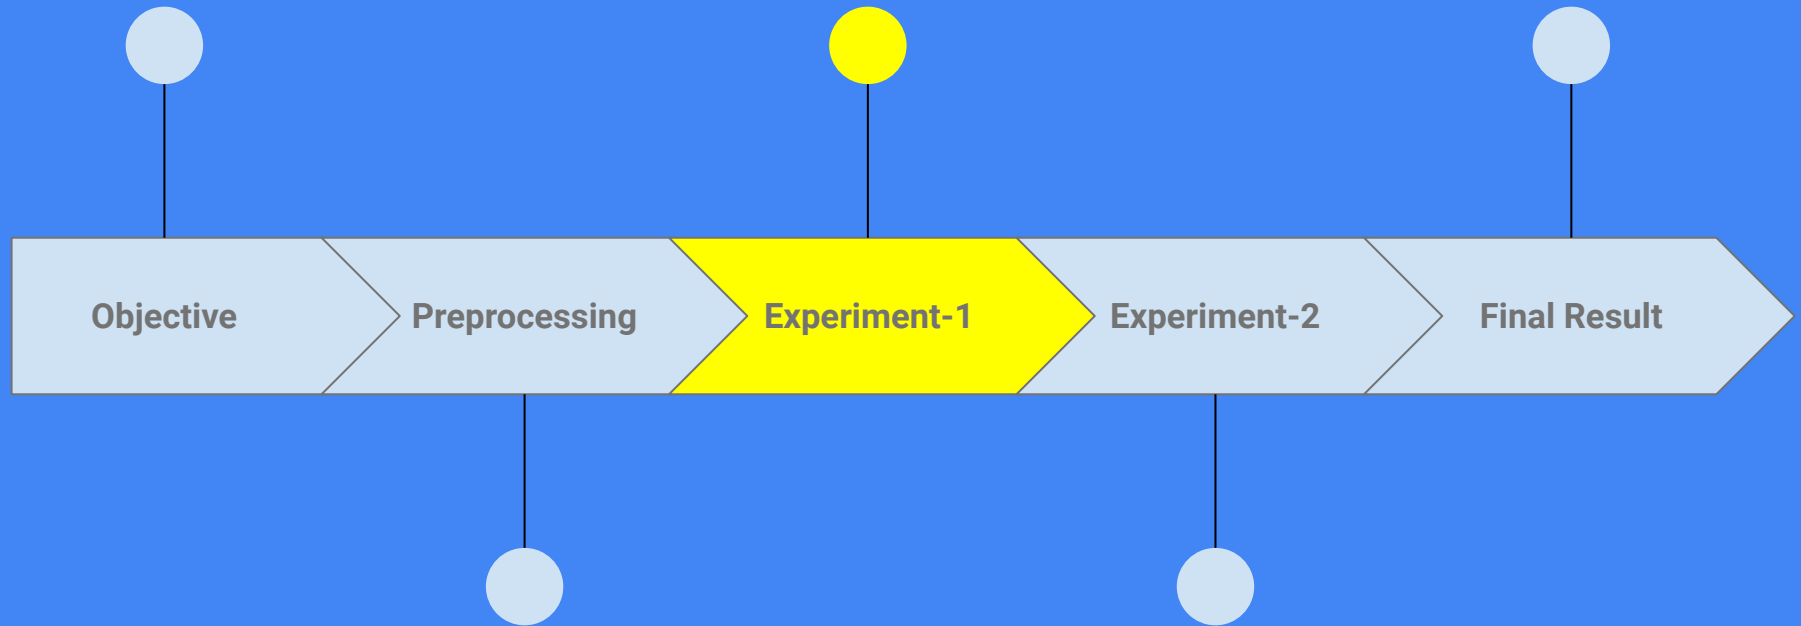 Objective
Preprocessing
Experiment-1
Experiment-2
Final Result